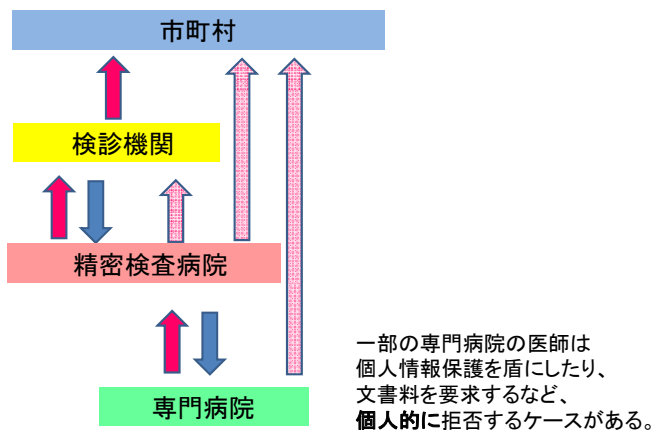 市町村
検診機関
精密検査病院
専門病院
一部の専門病院の医師は
個人情報保護を盾にしたり、
文書料を要求するなど、
個人的に拒否するケースがある。